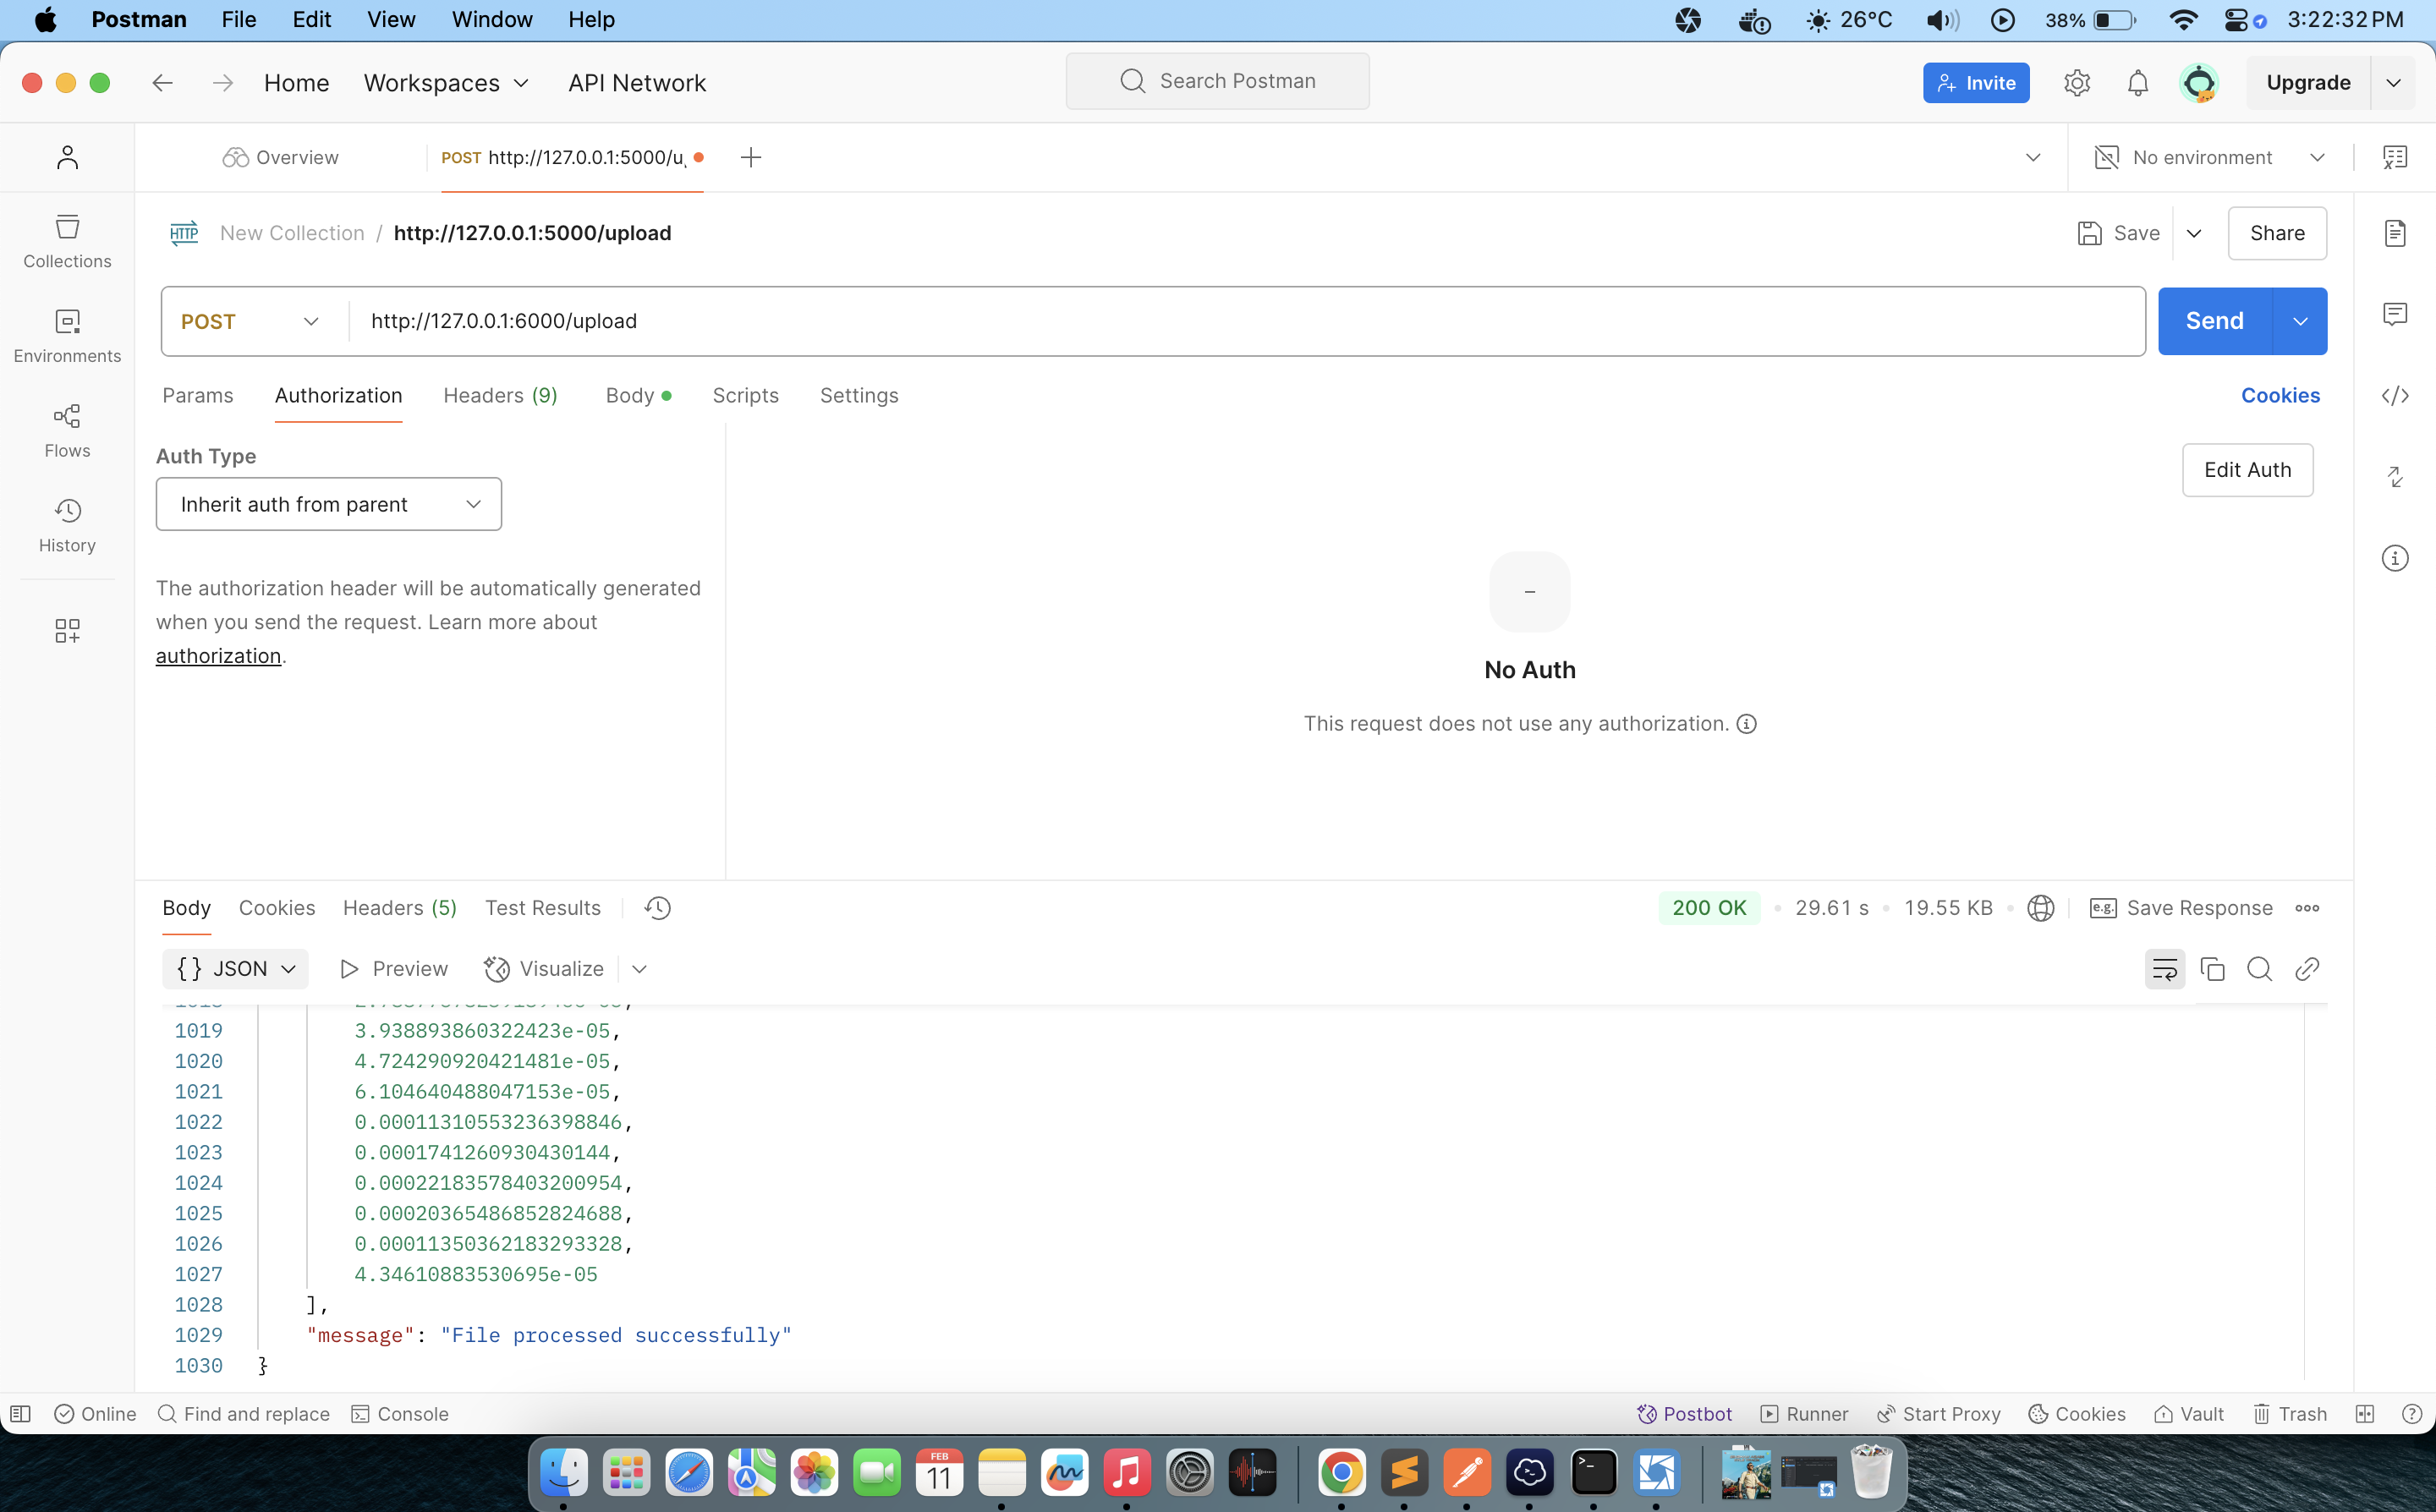 Postman File Edit View Window Help 26°C 38% 3:22:32 PM
Home Workspaces API Network Search Postman Invite Upgrade
Overview POST http://127.0.0.1:5000/u No environment
HTTP New Collection / http://127.0.0.1:5000/upload Save Share
POST http://127.0.0.1:6000/upload Send
Collections
Environments
Flows
History
Params Authorization Headers (9) Body Scripts Settings Cookies
Auth Type
Inherit auth from parent
Edit Auth
The authorization header will be automatically generated
when you send the request. Learn more about
authorization.
No Auth
This request does not use any authorization.
Body Cookies Headers (5) Test Results 200 OK 29.61 s 19.55 KB e.g. Save Response
{} JSON Preview Visualize
1019 3.938893860322423e-05,
1020 4.724290920421481e-05,
1021 6.104640488047153e-05,
1022 0.00011310553236398846,
1023 0.0001741260930430144,
1024 0.00022183578403200954,
1025 0.00020365486852824688,
1026 0.00011350362183293328,
1027 4.34610883530695e-05
1028 ],
1029 "message": "File processed successfully"
1030 }
Online Find and replace Console Postbot Runner Start Proxy Cookies Vault Trash
FEB
11